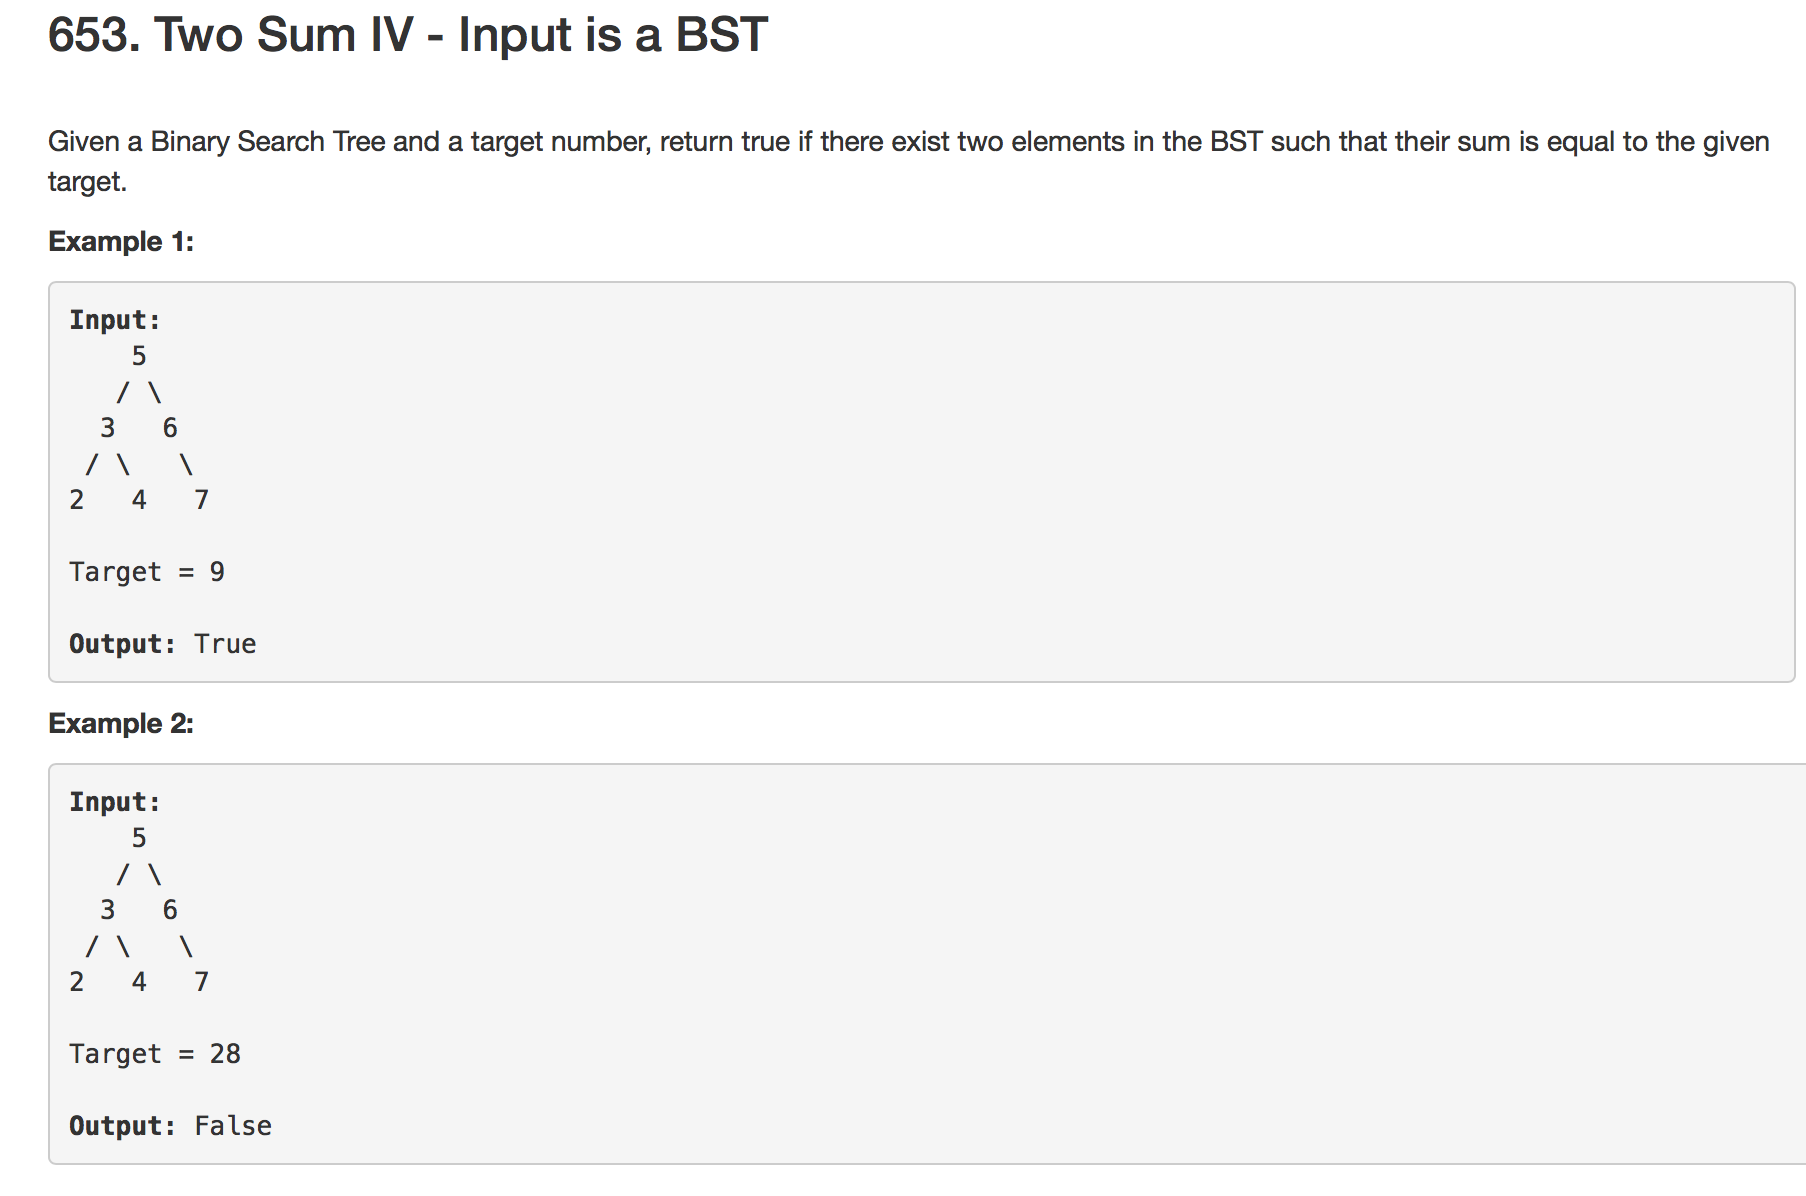 653. Two Sum IV - Input is a BST
Given a Binary Search Tree and a target number, return true if there exist two elements in the BST such that their sum is equal to the given
target.
Example 1:
Input:
    5
   / \
  3   6
 / \   \
2   4   7
Target = 9
Output: True
Example 2:
Input:
    5
   / \
  3   6
 / \   \
2   4   7
Target = 28
Output: False